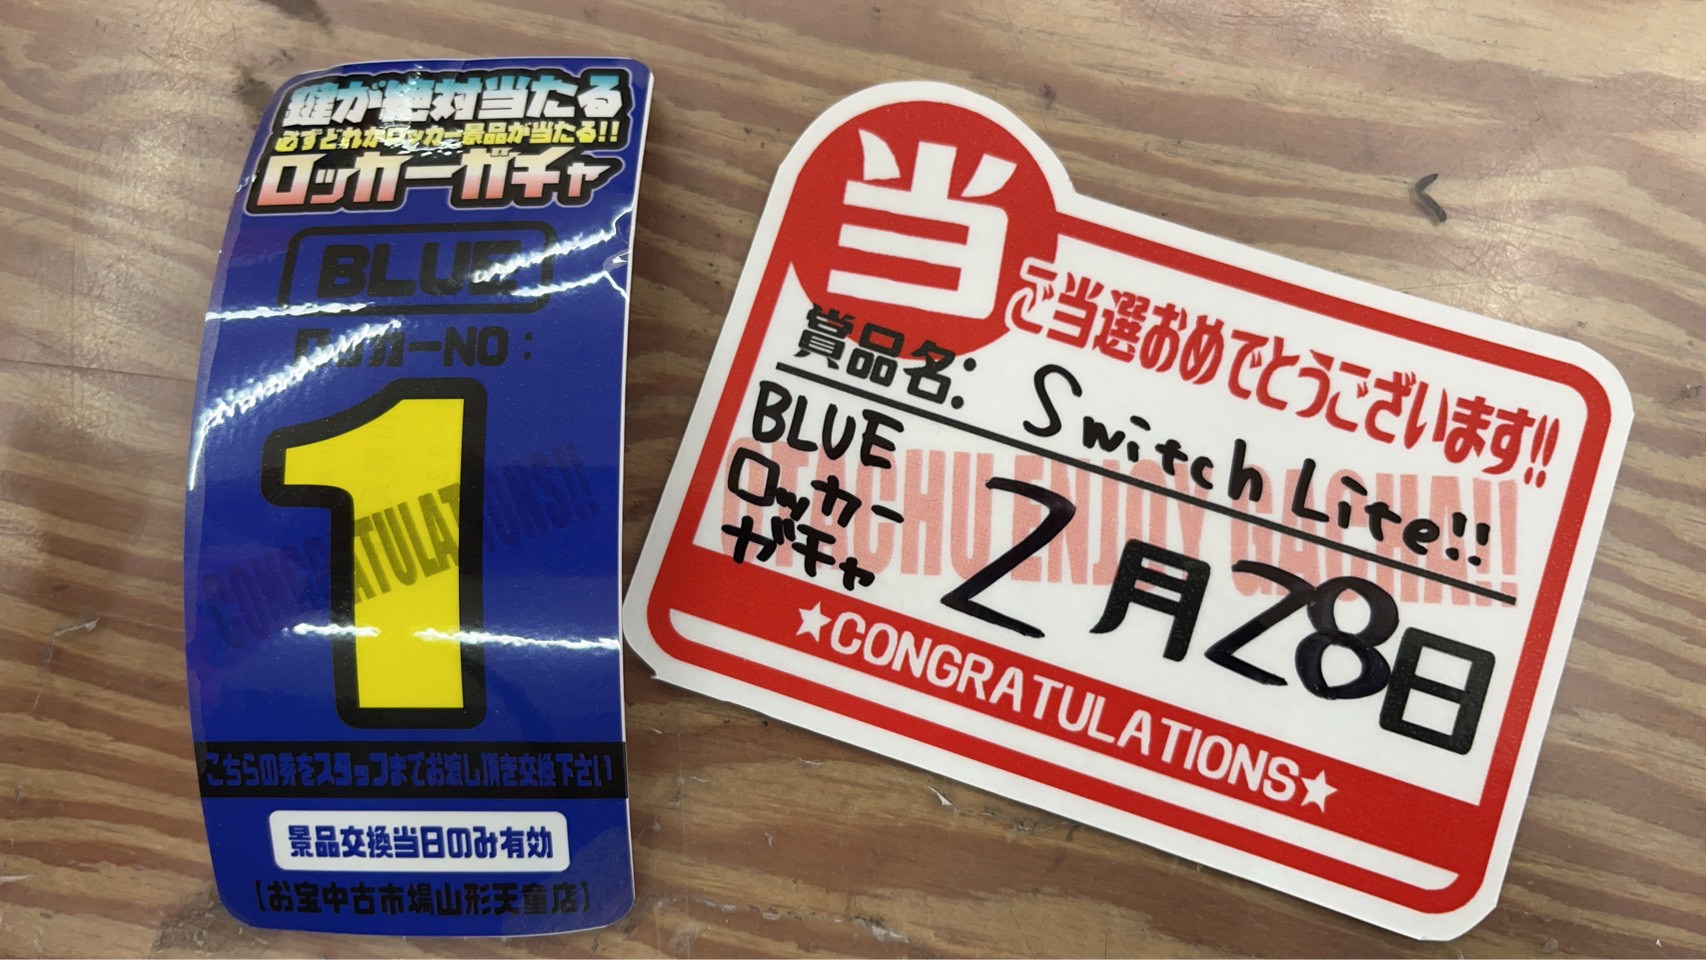 鍵が絶対当たる
必ずどれかロッカー景品が当たる!!
ロッカーガチャ
BLUE
ロッカーNO:
1
CONGRATULATIONS!!
こちらの券をスタッフまでお渡し頂き交換下さい
景品交換当日のみ有効
【お宝中古市場山形天童店】
当
ご当選おめでとうございます!!
賞品名: Switch Lite!!
OTACHU ENJOY GACHA!!
BLUE
ロッカー
ガチャ
2月28日
★CONGRATULATIONS★